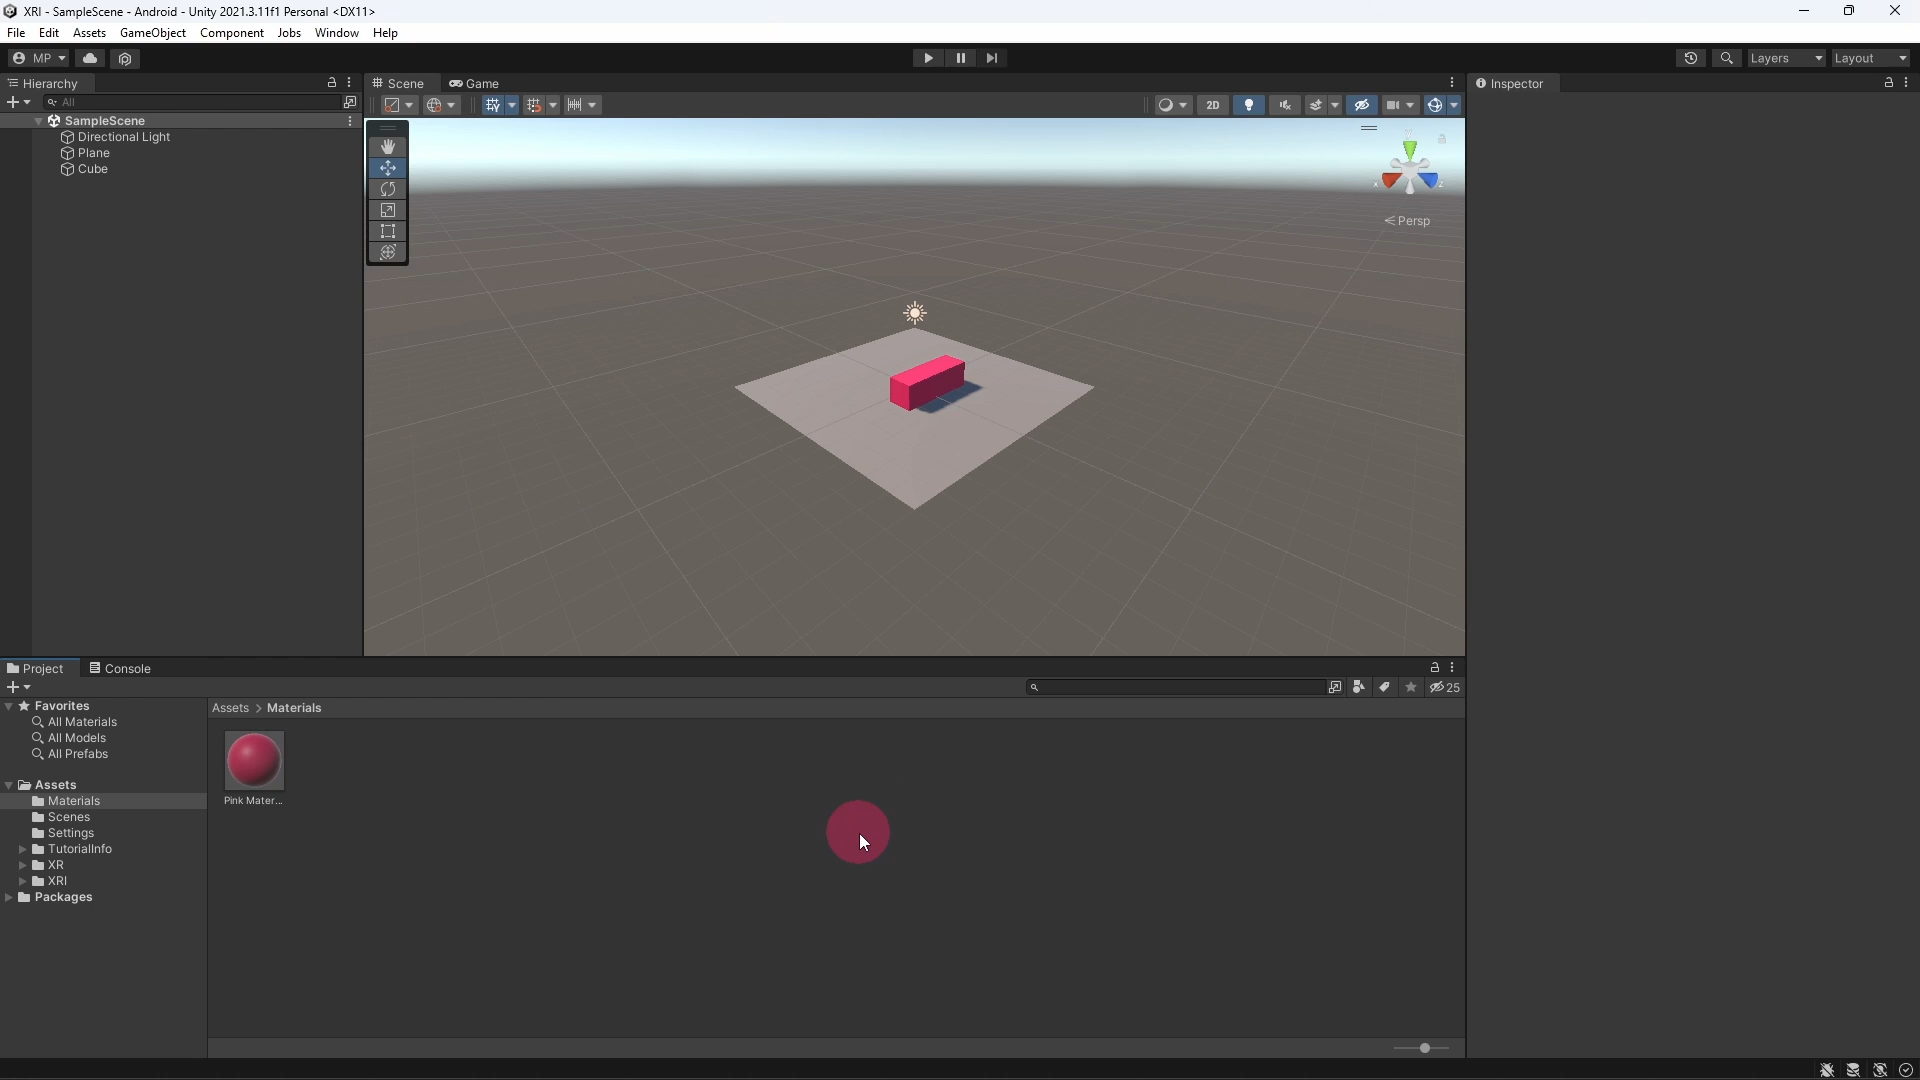 XRI - SampleScene - Android - Unity 2021.3.11f1 Personal <DX11>
File Edit Assets GameObject Component Jobs Window Help
MP Layers Layout
Hierarchy Scene Game Inspector
All 2D
SampleScene
Directional Light
Plane
Cube
y
x z
Persp
Project Console
25
Favorites Assets > Materials
All Materials
All Models
All Prefabs
Assets
Materials Pink Mater...
Scenes
Settings
TutorialInfo
XR
XRI
Packages